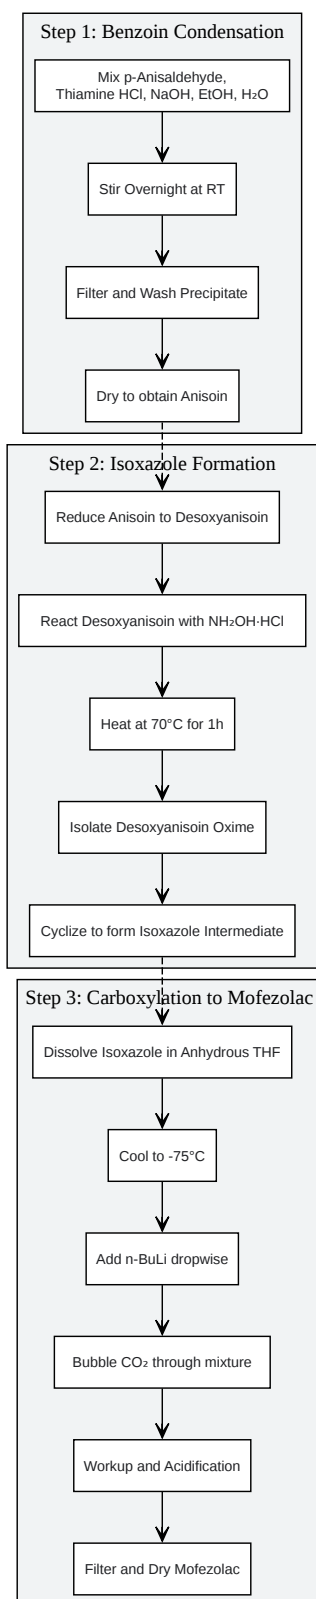 Step 1: Benzoin Condensation
Mix p-Anisaldehyde,
Thiamine HCl, NaOH, EtOH, H₂O
Stir Overnight at RT
Filter and Wash Precipitate
Dry to obtain Anisoin
Step 2: Isoxazole Formation
Reduce Anisoin to Desoxyanisoin
React Desoxyanisoin with NH₂OH·HCl
Heat at 70°C for 1h
Isolate Desoxyanisoin Oxime
Cyclize to form Isoxazole Intermediate
Step 3: Carboxylation to Mofezolac
Dissolve Isoxazole in Anhydrous THF
Cool to -75°C
Add n-BuLi dropwise
Bubble CO₂ through mixture
Workup and Acidification
Filter and Dry Mofezolac